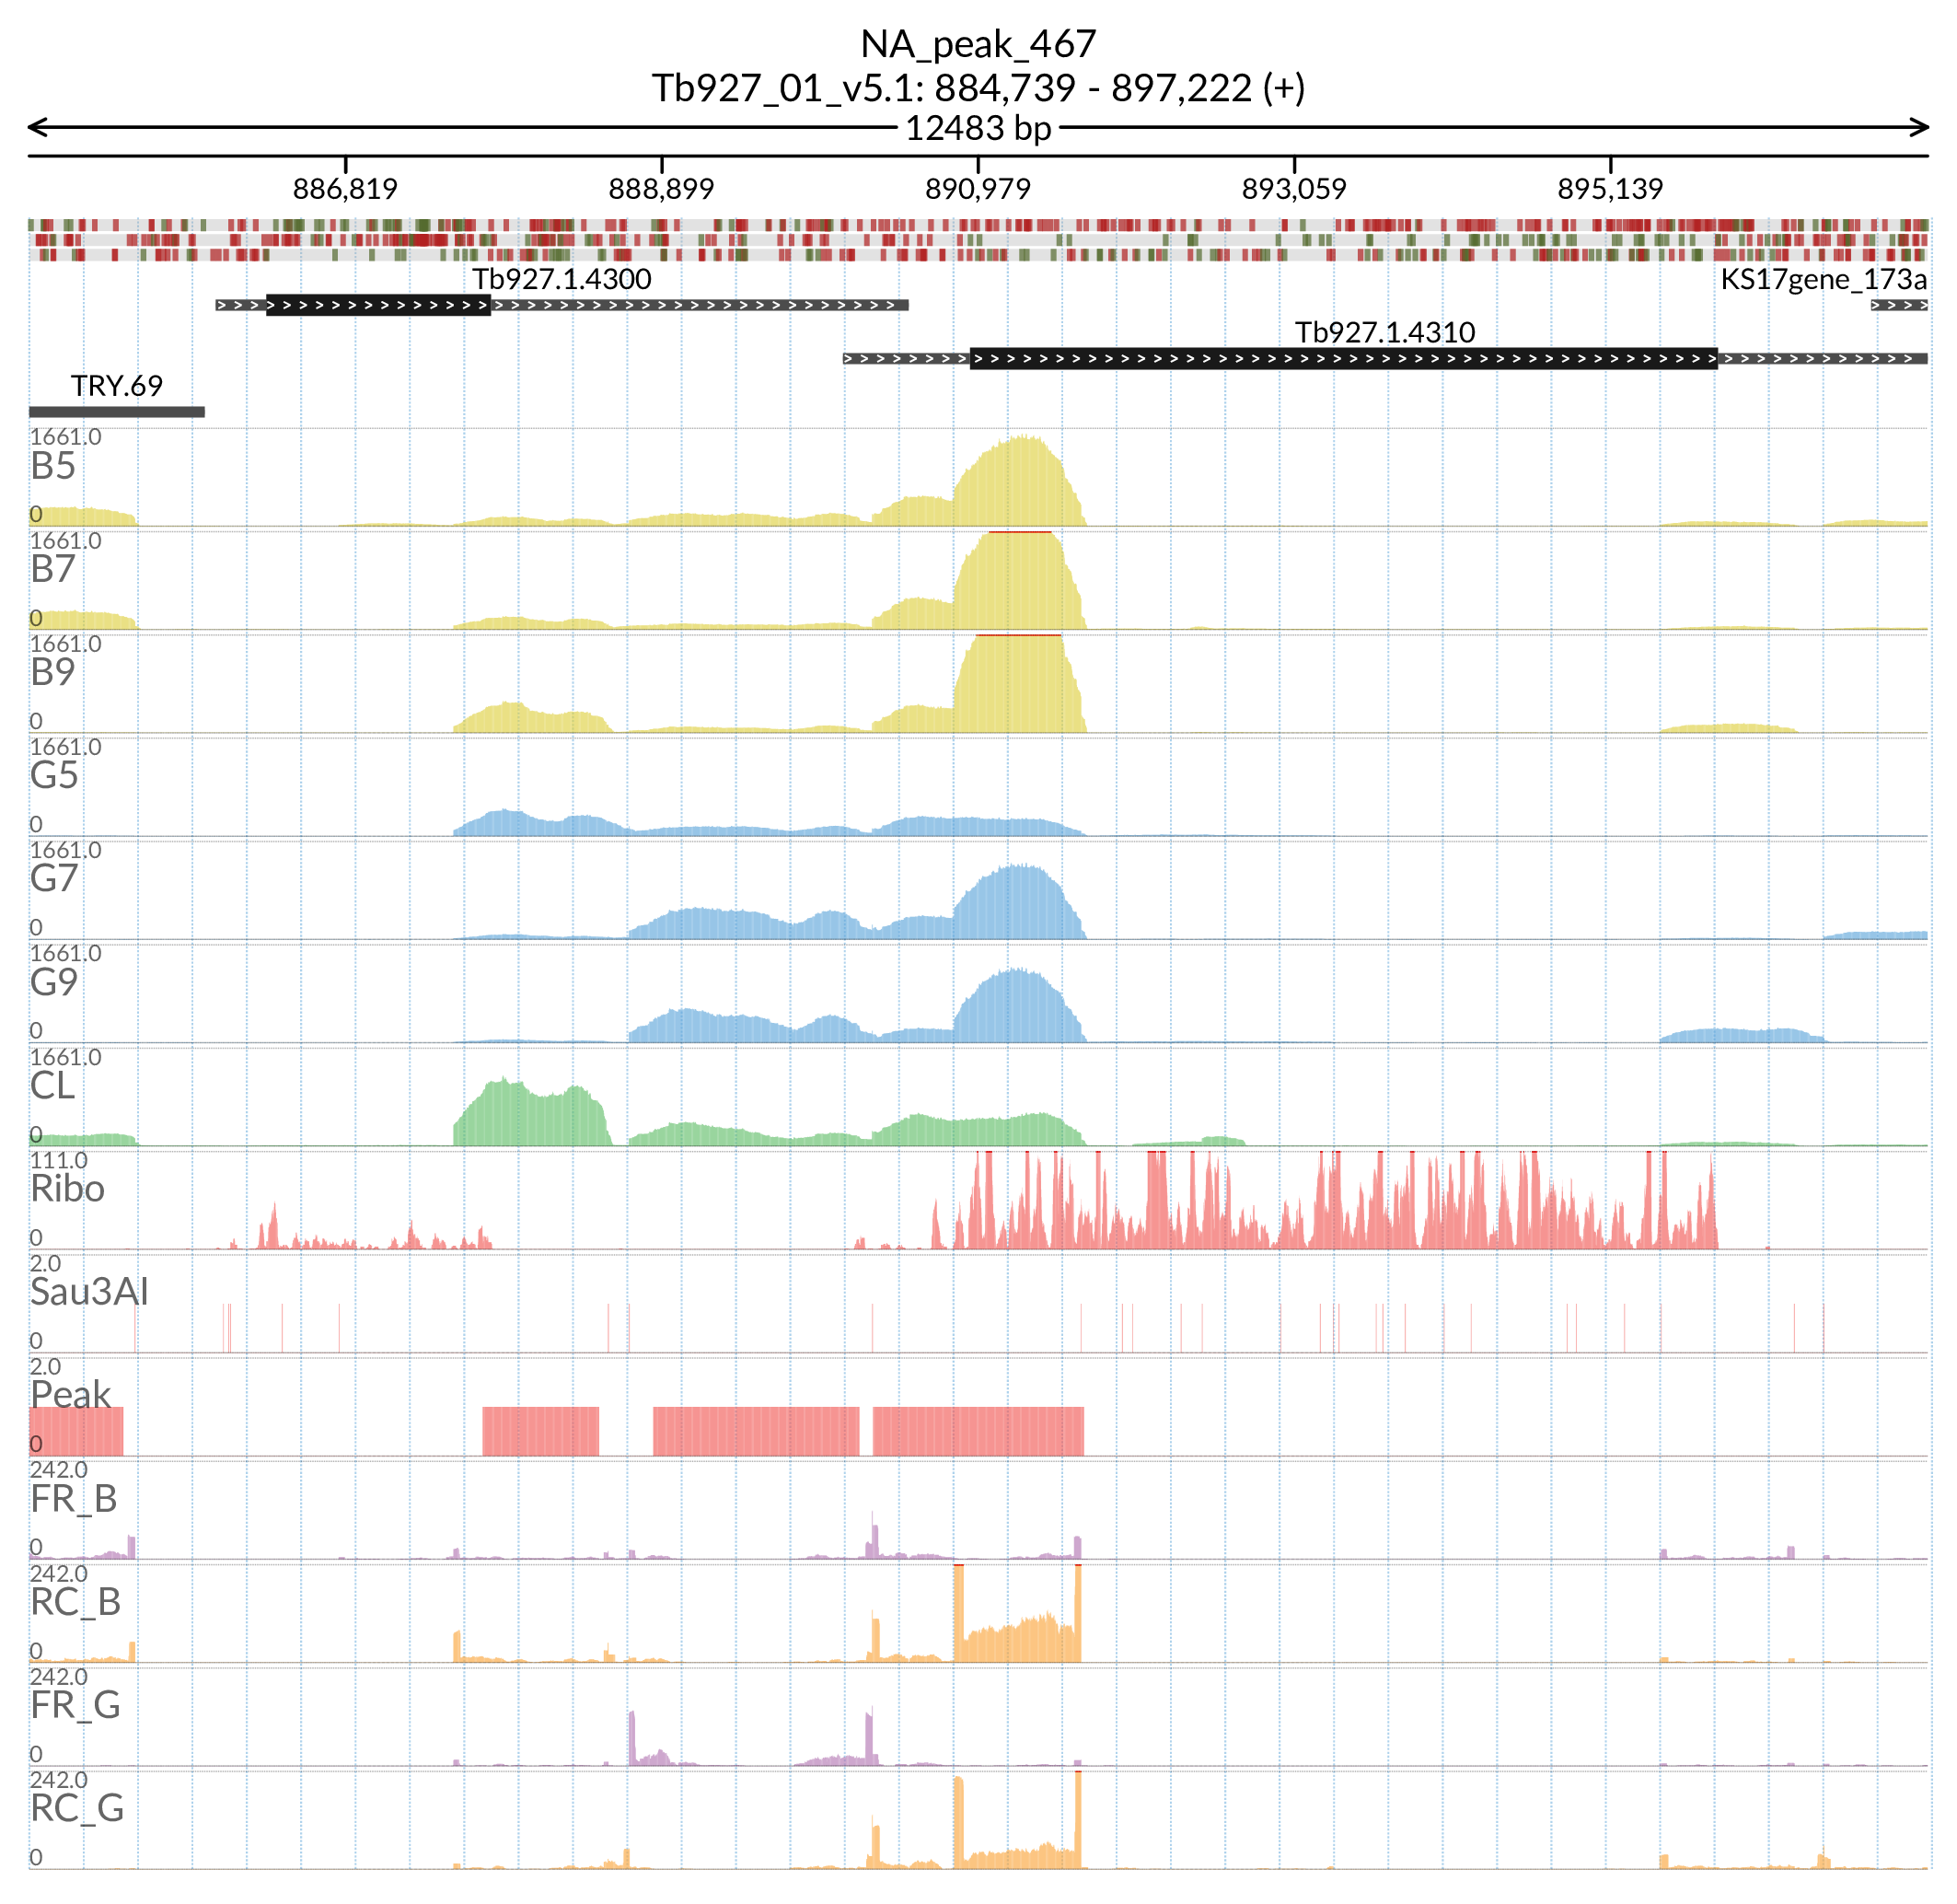 NA_peak_467
Tb927_01_v5.1: 884,739 - 897,222 (+)
12483 bp
886,819 888,899 890,979 893,059 895,139
Tb927.1.4300 KS17gene_173a
Tb927.1.4310
TRY.69
1661.0
B5
0
1661.0
B7
0
1661.0
B9
0
1661.0
G5
0
1661.0
G7
0
1661.0
G9
0
1661.0
CL
0
111.0
Ribo
0
2.0
Sau3AI
0
2.0
Peak
0
242.0
FR_B
0
242.0
RC_B
0
242.0
FR_G
0
242.0
RC_G
0